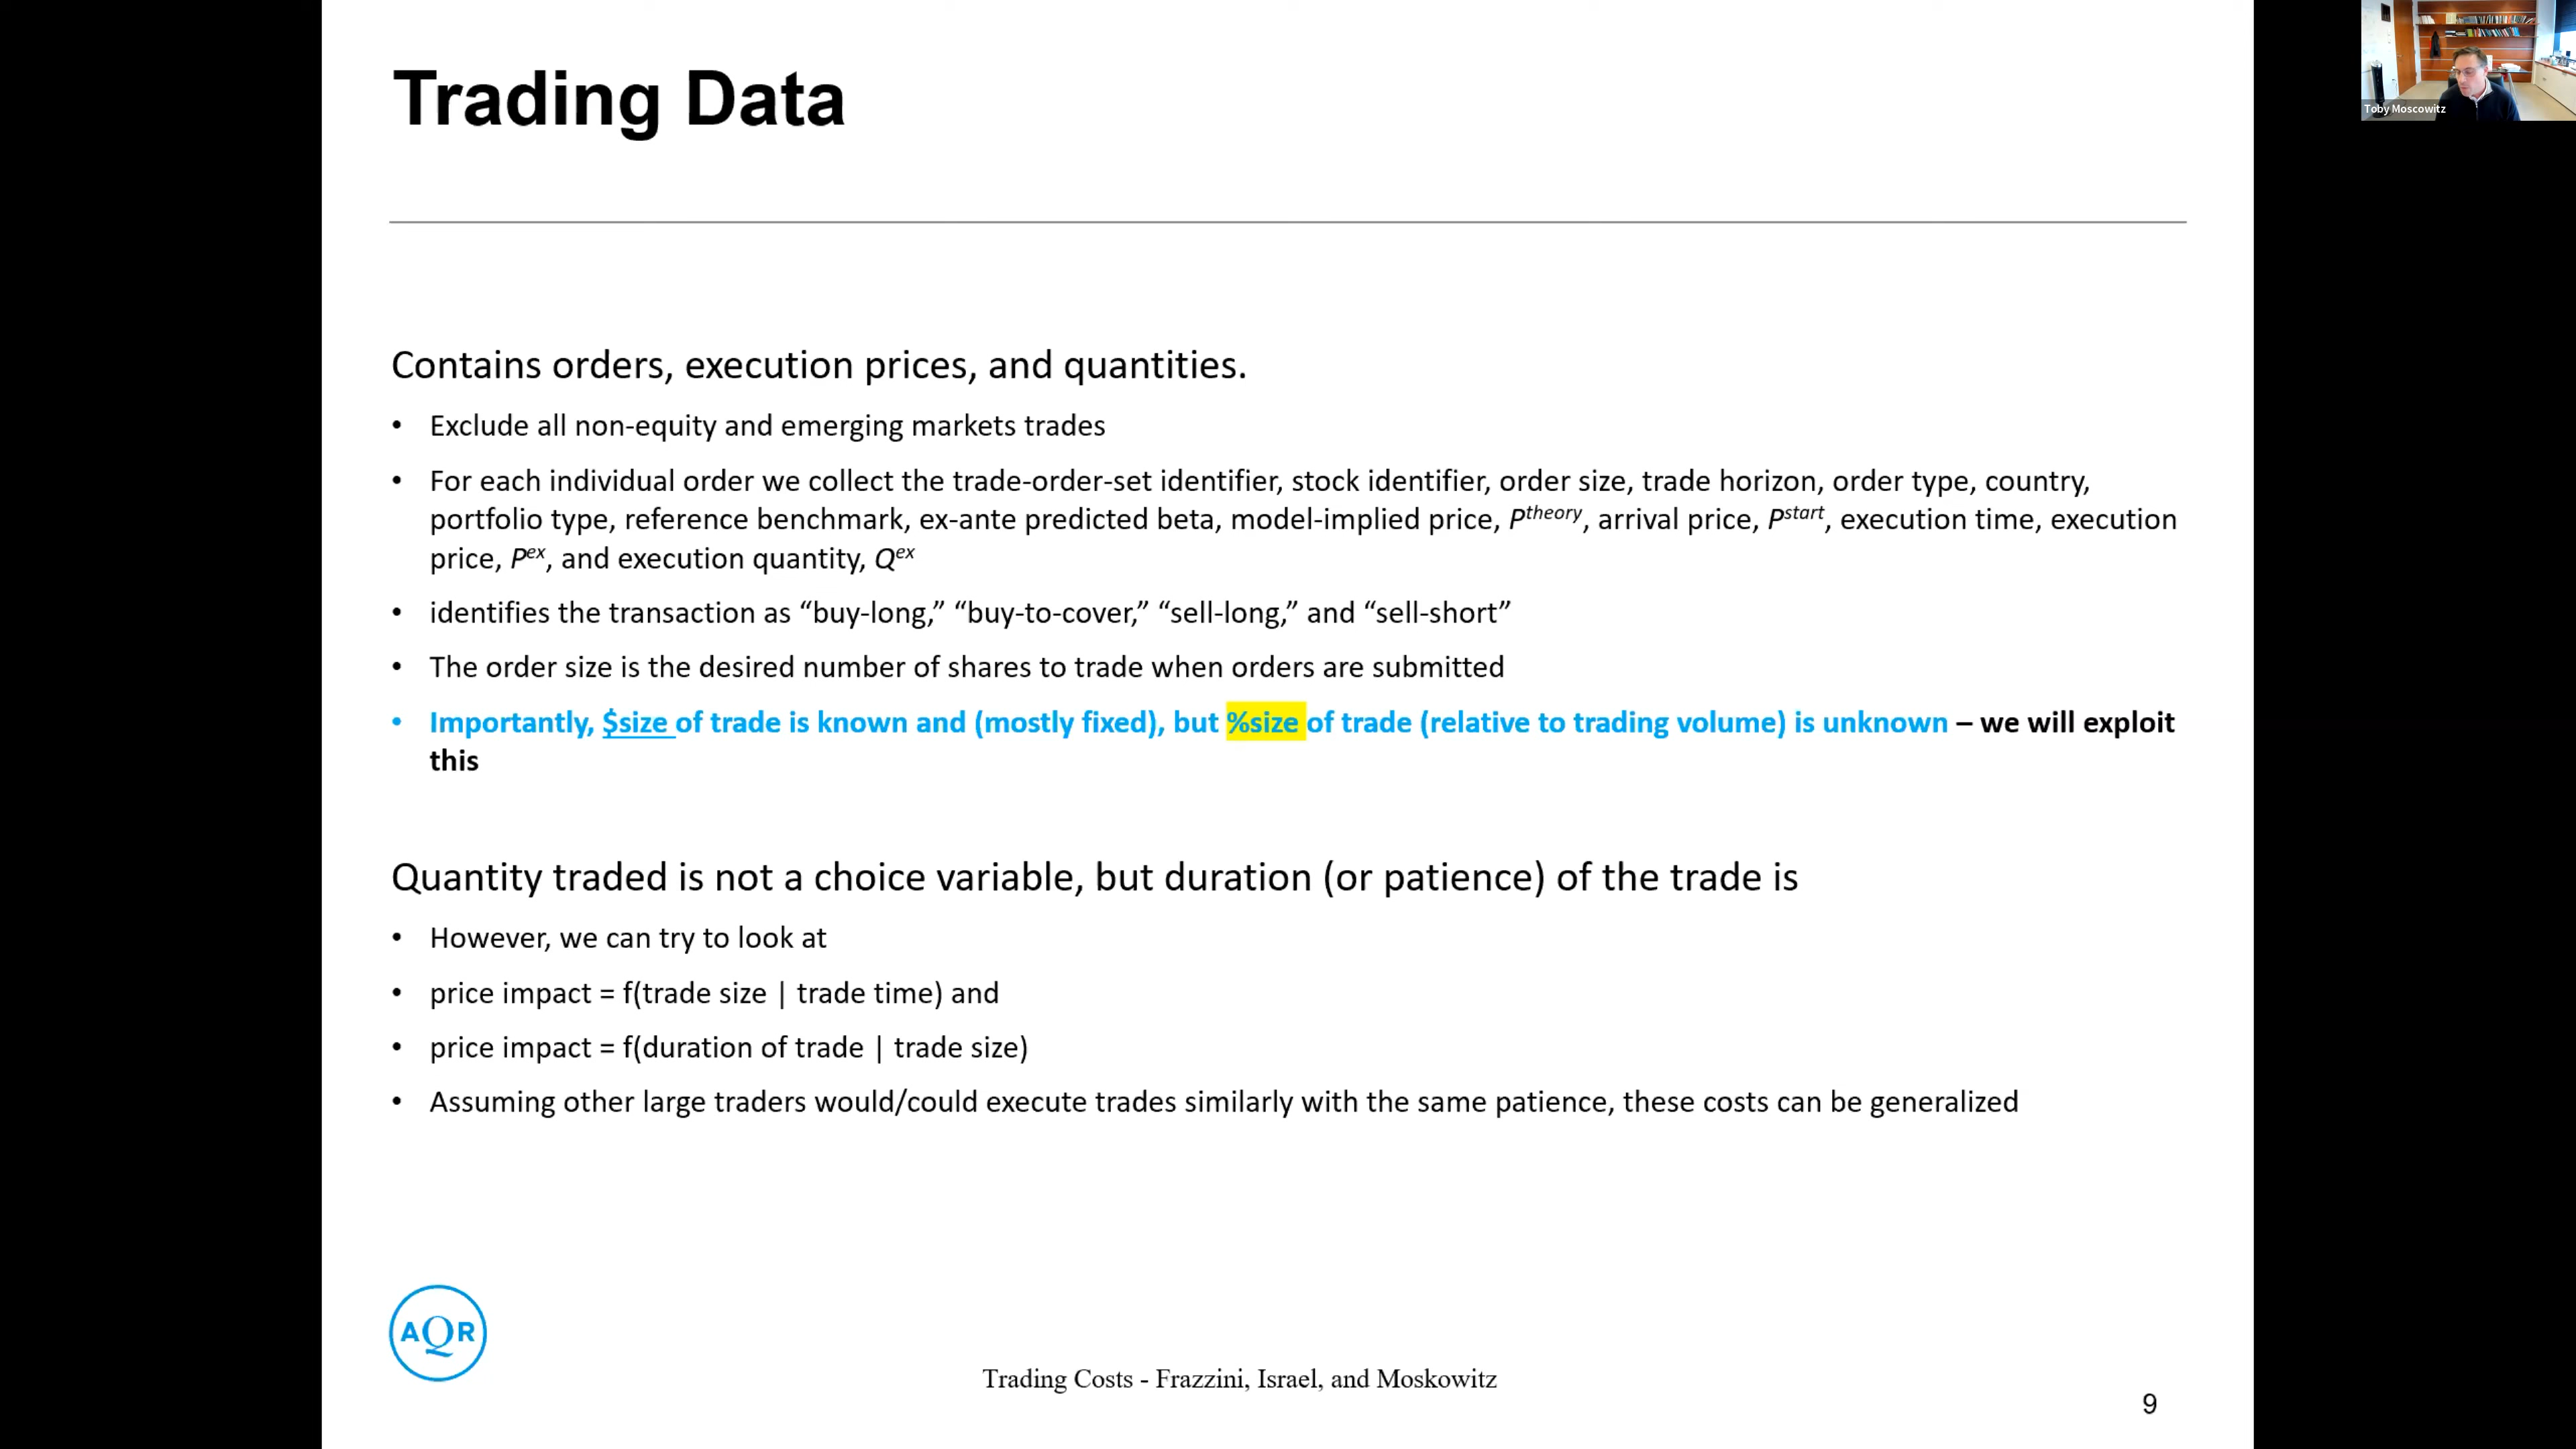 Trading Data
Toby Moscowitz
Contains orders, execution prices, and quantities.
• Exclude all non-equity and emerging markets trades
• For each individual order we collect the trade-order-set identifier, stock identifier, order size, trade horizon, order type, country,
portfolio type, reference benchmark, ex-ante predicted beta, model-implied price, P^theory, arrival price, P^start, execution time, execution
price, P^ex, and execution quantity, Q^ex
• identifies the transaction as “buy-long,” “buy-to-cover,” “sell-long,” and “sell-short”
• The order size is the desired number of shares to trade when orders are submitted
• Importantly, $size of trade is known and (mostly fixed), but %size of trade (relative to trading volume) is unknown – we will exploit
this
Quantity traded is not a choice variable, but duration (or patience) of the trade is
• However, we can try to look at
• price impact = f(trade size | trade time) and
• price impact = f(duration of trade | trade size)
• Assuming other large traders would/could execute trades similarly with the same patience, these costs can be generalized
AQR
Trading Costs - Frazzini, Israel, and Moskowitz
9